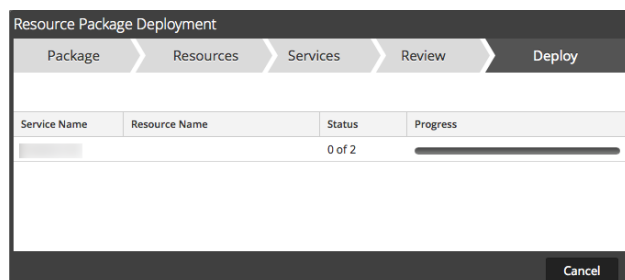 Resource Package Deployment
Package Resources Services Review Deploy
Service Name Resource Name Status Progress
0 of 2
Cancel